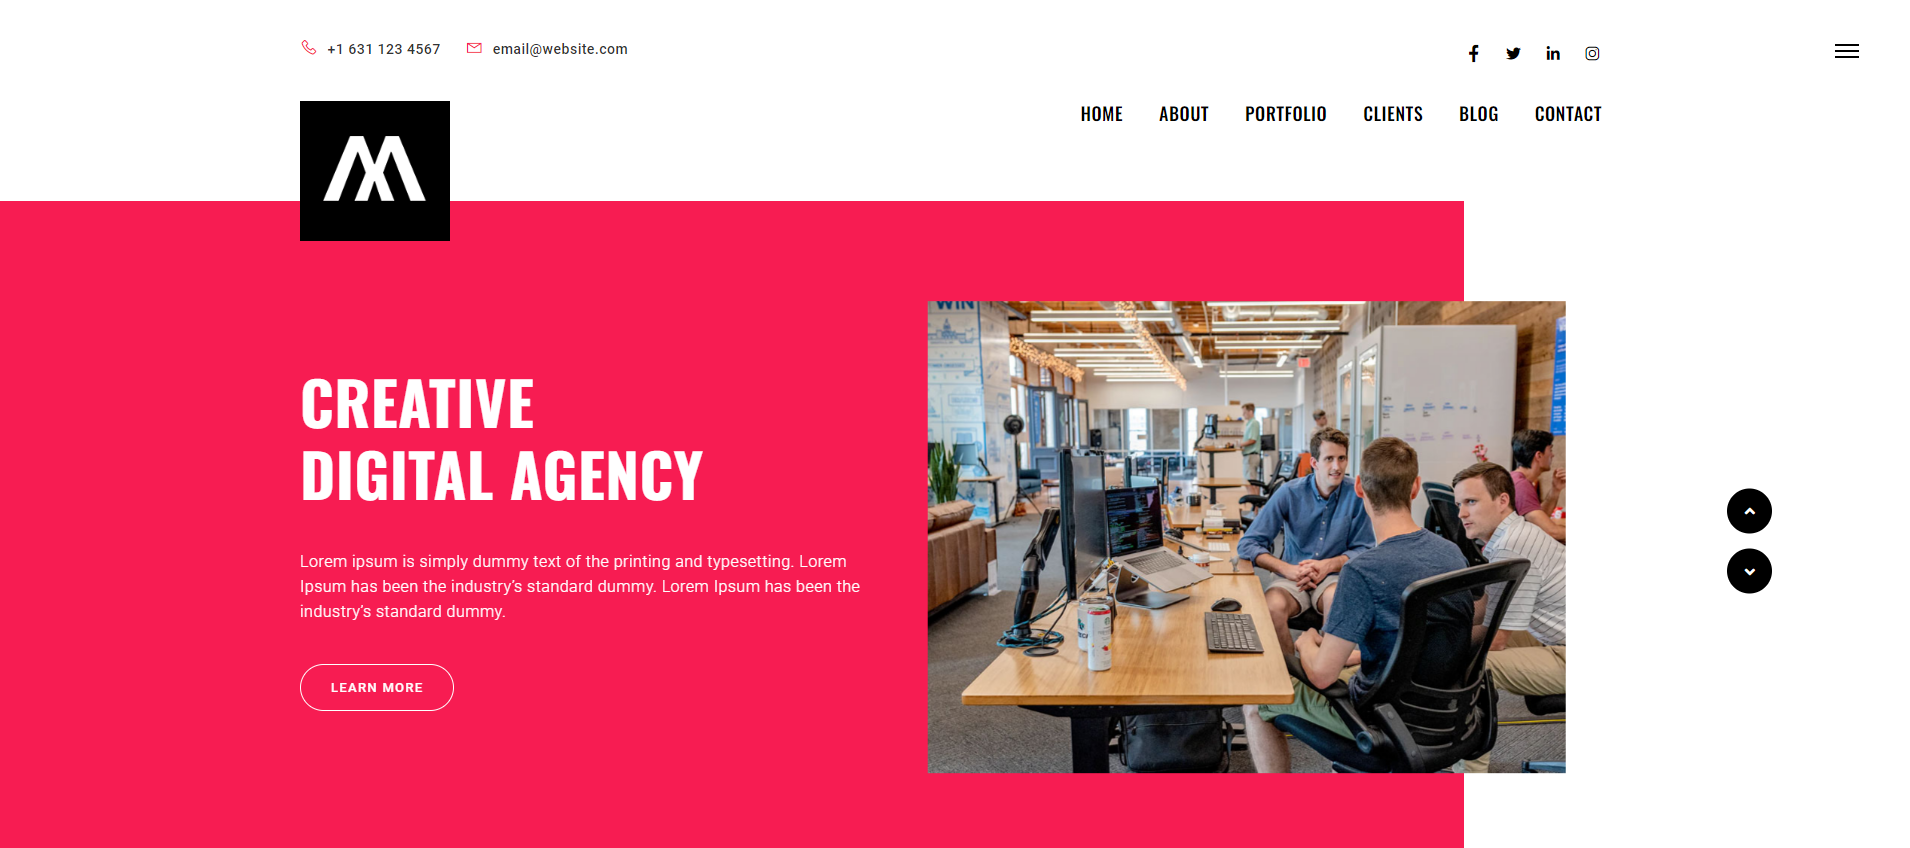 +1 631 123 4567 email@website.com
HOME ABOUT PORTFOLIO CLIENTS BLOG CONTACT
WIN
CREATIVE
DIGITAL AGENCY
Lorem ipsum is simply dummy text of the printing and typesetting. Lorem
Ipsum has been the industry’s standard dummy. Lorem Ipsum has been the
industry’s standard dummy.
LEARN MORE